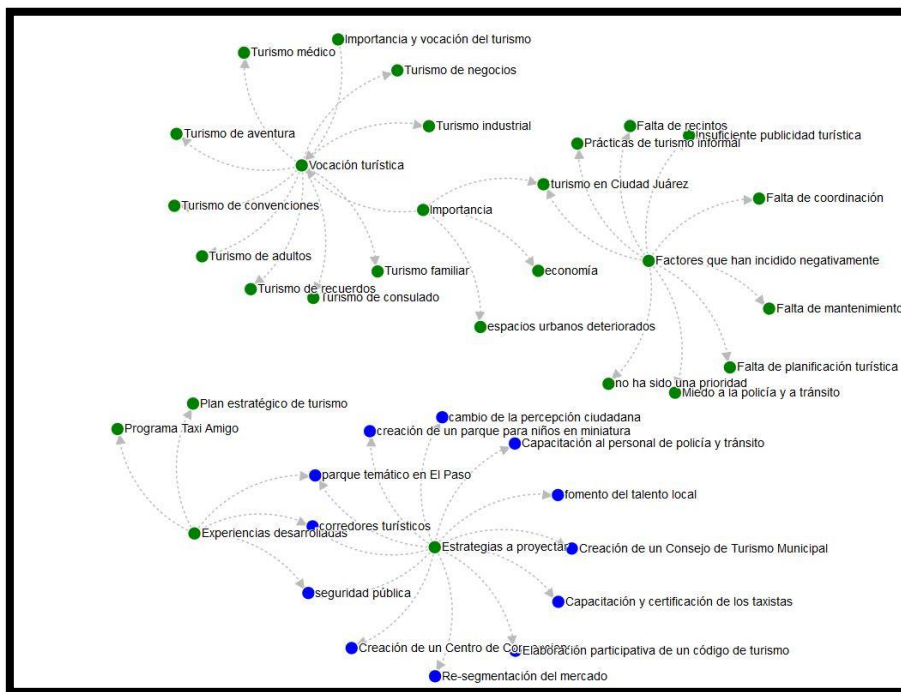 Importancia y vocación del turismo
Turismo médico
Turismo de negocios
Turismo industrial
Falta de recintos
Insuficiente publicidad turística
Turismo de aventura
Prácticas de turismo informal
Vocación turística
turismo en Ciudad Juárez
Falta de coordinación
Turismo de convenciones
Importancia
Turismo de adultos
Factores que han incidido negativamente
Turismo familiar
economía
Turismo de recuerdos
Turismo de consulado
Falta de mantenimiento
espacios urbanos deteriorados
Falta de planificación turística
no ha sido una prioridad
Miedo a la policía y a tránsito
Plan estratégico de turismo
cambio de la percepción ciudadana
Programa Taxi Amigo
creación de un parque para niños en miniatura
Capacitación al personal de policía y tránsito
parque temático en El Paso
fomento del talento local
corredores turísticos
Experiencias desarrolladas
Estrategias a proyectar
Creación de un Consejo de Turismo Municipal
seguridad pública
Capacitación y certificación de los taxistas
Creación de un Centro de
Elaboración participativa de un código de turismo
Re-segmentación del mercado